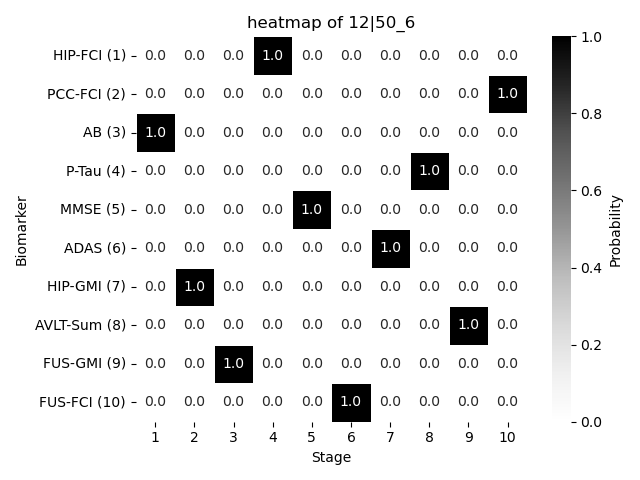 heatmap of 12|50_6
HIP-FCI (1) 0.0 0.0 0.0 1.0 0.0 0.0 0.0 0.0 0.0 0.0
PCC-FCI (2) 0.0 0.0 0.0 0.0 0.0 0.0 0.0 0.0 0.0 1.0
AB (3) 1.0 0.0 0.0 0.0 0.0 0.0 0.0 0.0 0.0 0.0
P-Tau (4) 0.0 0.0 0.0 0.0 0.0 0.0 0.0 1.0 0.0 0.0
MMSE (5) 0.0 0.0 0.0 0.0 1.0 0.0 0.0 0.0 0.0 0.0
ADAS (6) 0.0 0.0 0.0 0.0 0.0 0.0 1.0 0.0 0.0 0.0
HIP-GMI (7) 0.0 1.0 0.0 0.0 0.0 0.0 0.0 0.0 0.0 0.0
AVLT-Sum (8) 0.0 0.0 0.0 0.0 0.0 0.0 0.0 0.0 1.0 0.0
FUS-GMI (9) 0.0 0.0 1.0 0.0 0.0 0.0 0.0 0.0 0.0 0.0
FUS-FCI (10) 0.0 0.0 0.0 0.0 0.0 1.0 0.0 0.0 0.0 0.0
1 2 3 4 5 6 7 8 9 10
Stage
Biomarker
1.0
0.8
0.6
0.4
0.2
0.0
Probability